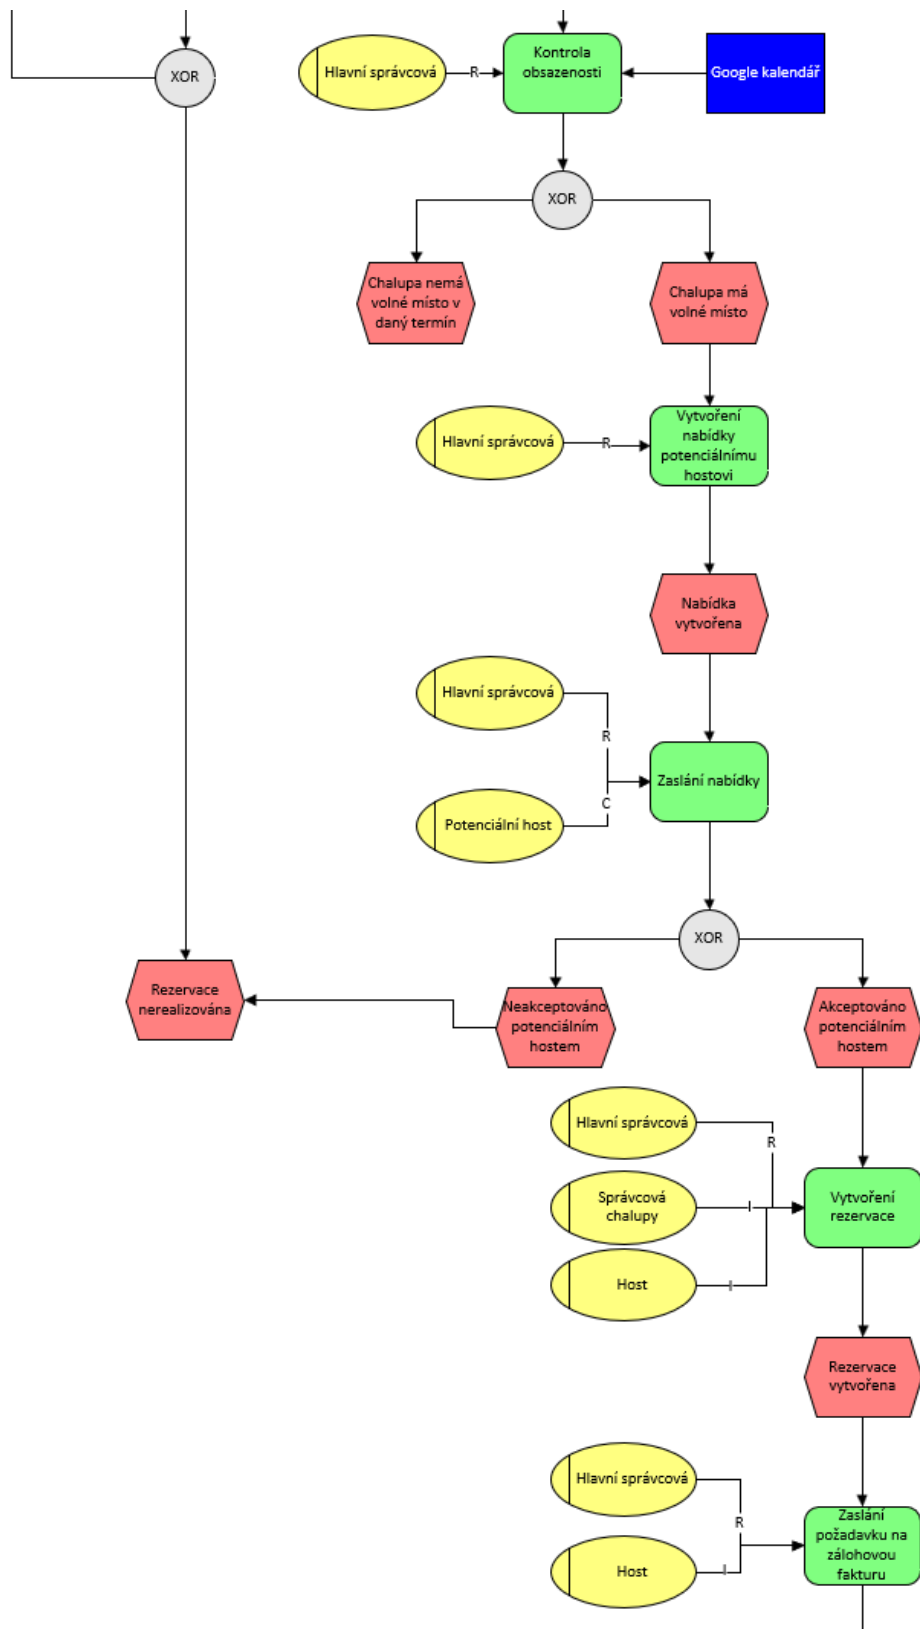 XOR
Hlavní správcová
R
Kontrola
obsazenosti
Google kalendář
XOR
Chalupa nemá
volné místo v
daný termín
Chalupa má
volné místo
Hlavní správcová
R
Vytvoření
nabídky
potenciálnímu
hostovi
Nabídka
vytvořena
Hlavní správcová
R
Zaslání nabídky
C
Potenciální host
XOR
Rezervace
nerealizována
Neakceptováno
potenciálním
hostem
Akceptováno
potenciálním
hostem
Hlavní správcová
R
Správcová
chalupy
I
Vytvoření
rezervace
Host
I
Rezervace
vytvořena
Hlavní správcová
R
Zaslání
požadavku na
zálohovou
fakturu
Host
I